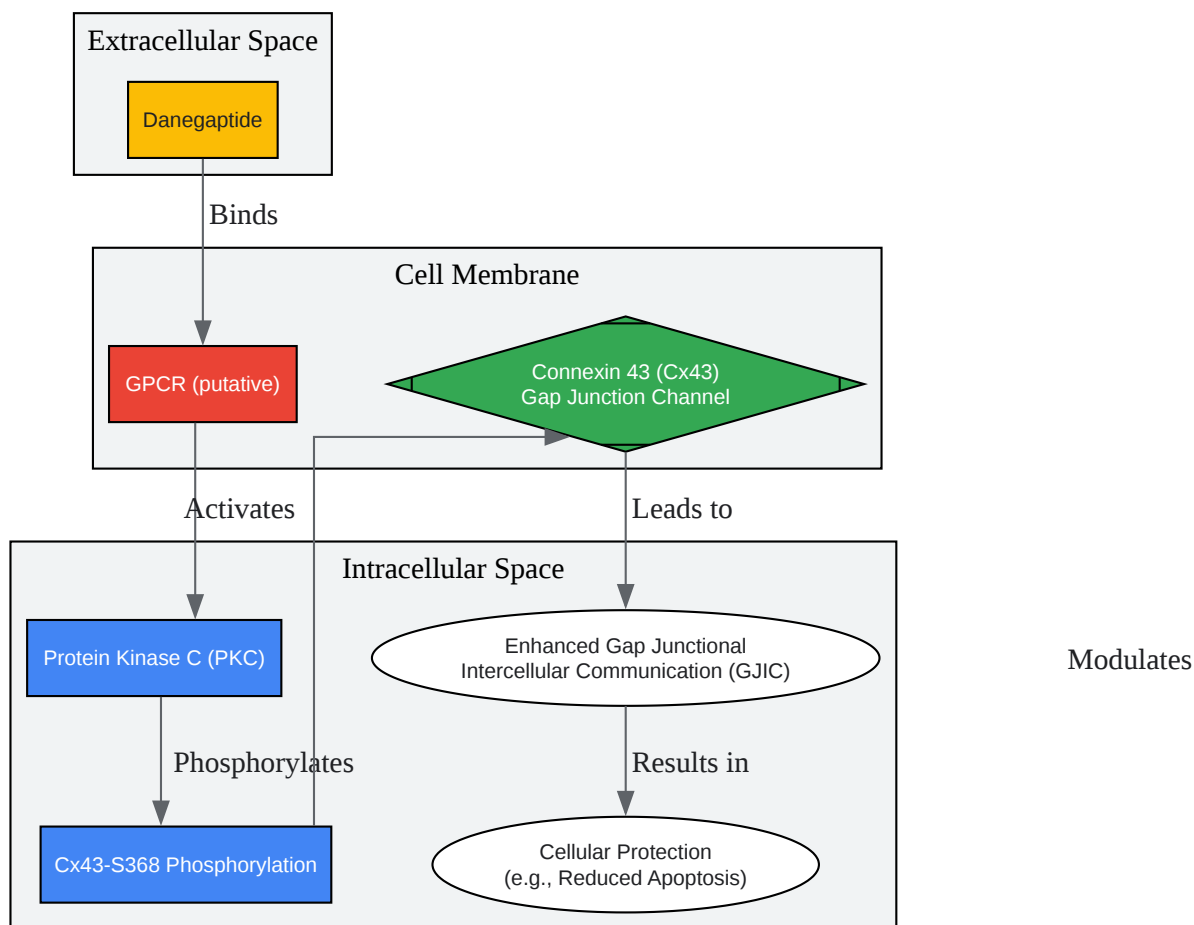 Extracellular Space
Danegaptide
Binds
Cell Membrane
GPCR (putative)
Connexin 43 (Cx43)
Gap Junction Channel
Activates
Leads to
Intracellular Space
Protein Kinase C (PKC)
Enhanced Gap Junctional
Intercellular Communication (GJIC)
Modulates
Phosphorylates
Results in
Cx43-S368 Phosphorylation
Cellular Protection
(e.g., Reduced Apoptosis)